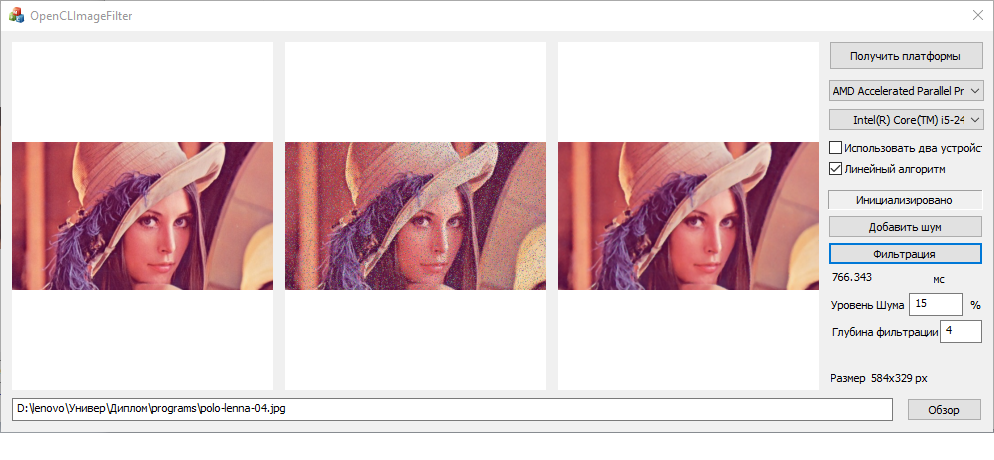 OpenCLImageFilter
Получить платформы
AMD Accelerated Parallel Pr
Intel(R) Core(TM) i5-24
Использовать два устройст
Линейный алгоритм
Инициализировано
Добавить шум
Фильтрация
766.343 мс
Уровень Шума 15 %
Глубина фильтрации 4
Размер 584x329 px
D:\lenovo\Универ\Диплом\programs\polo-lenna-04.jpg
Обзор